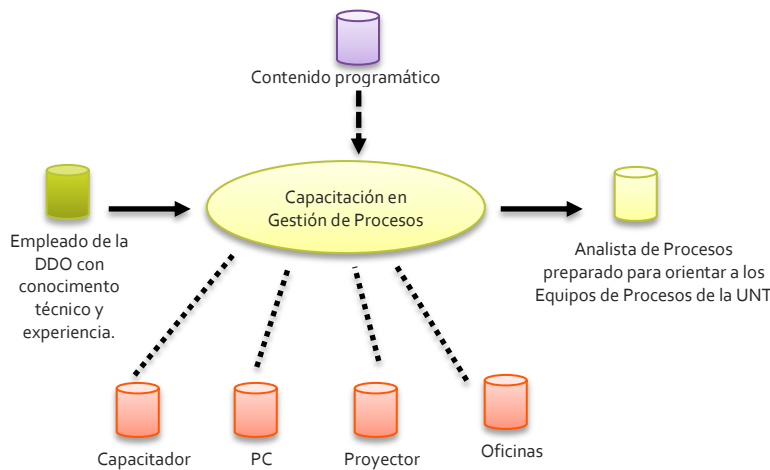 Contenido programático
Capacitación en
Gestión de Procesos
Empleado de la
DDO con
conocimiento
técnico y
experiencia.
Analista de Procesos
preparado para orientar a los
Equipos de Procesos de la UNT
Capacitador
PC
Proyector
Oficinas